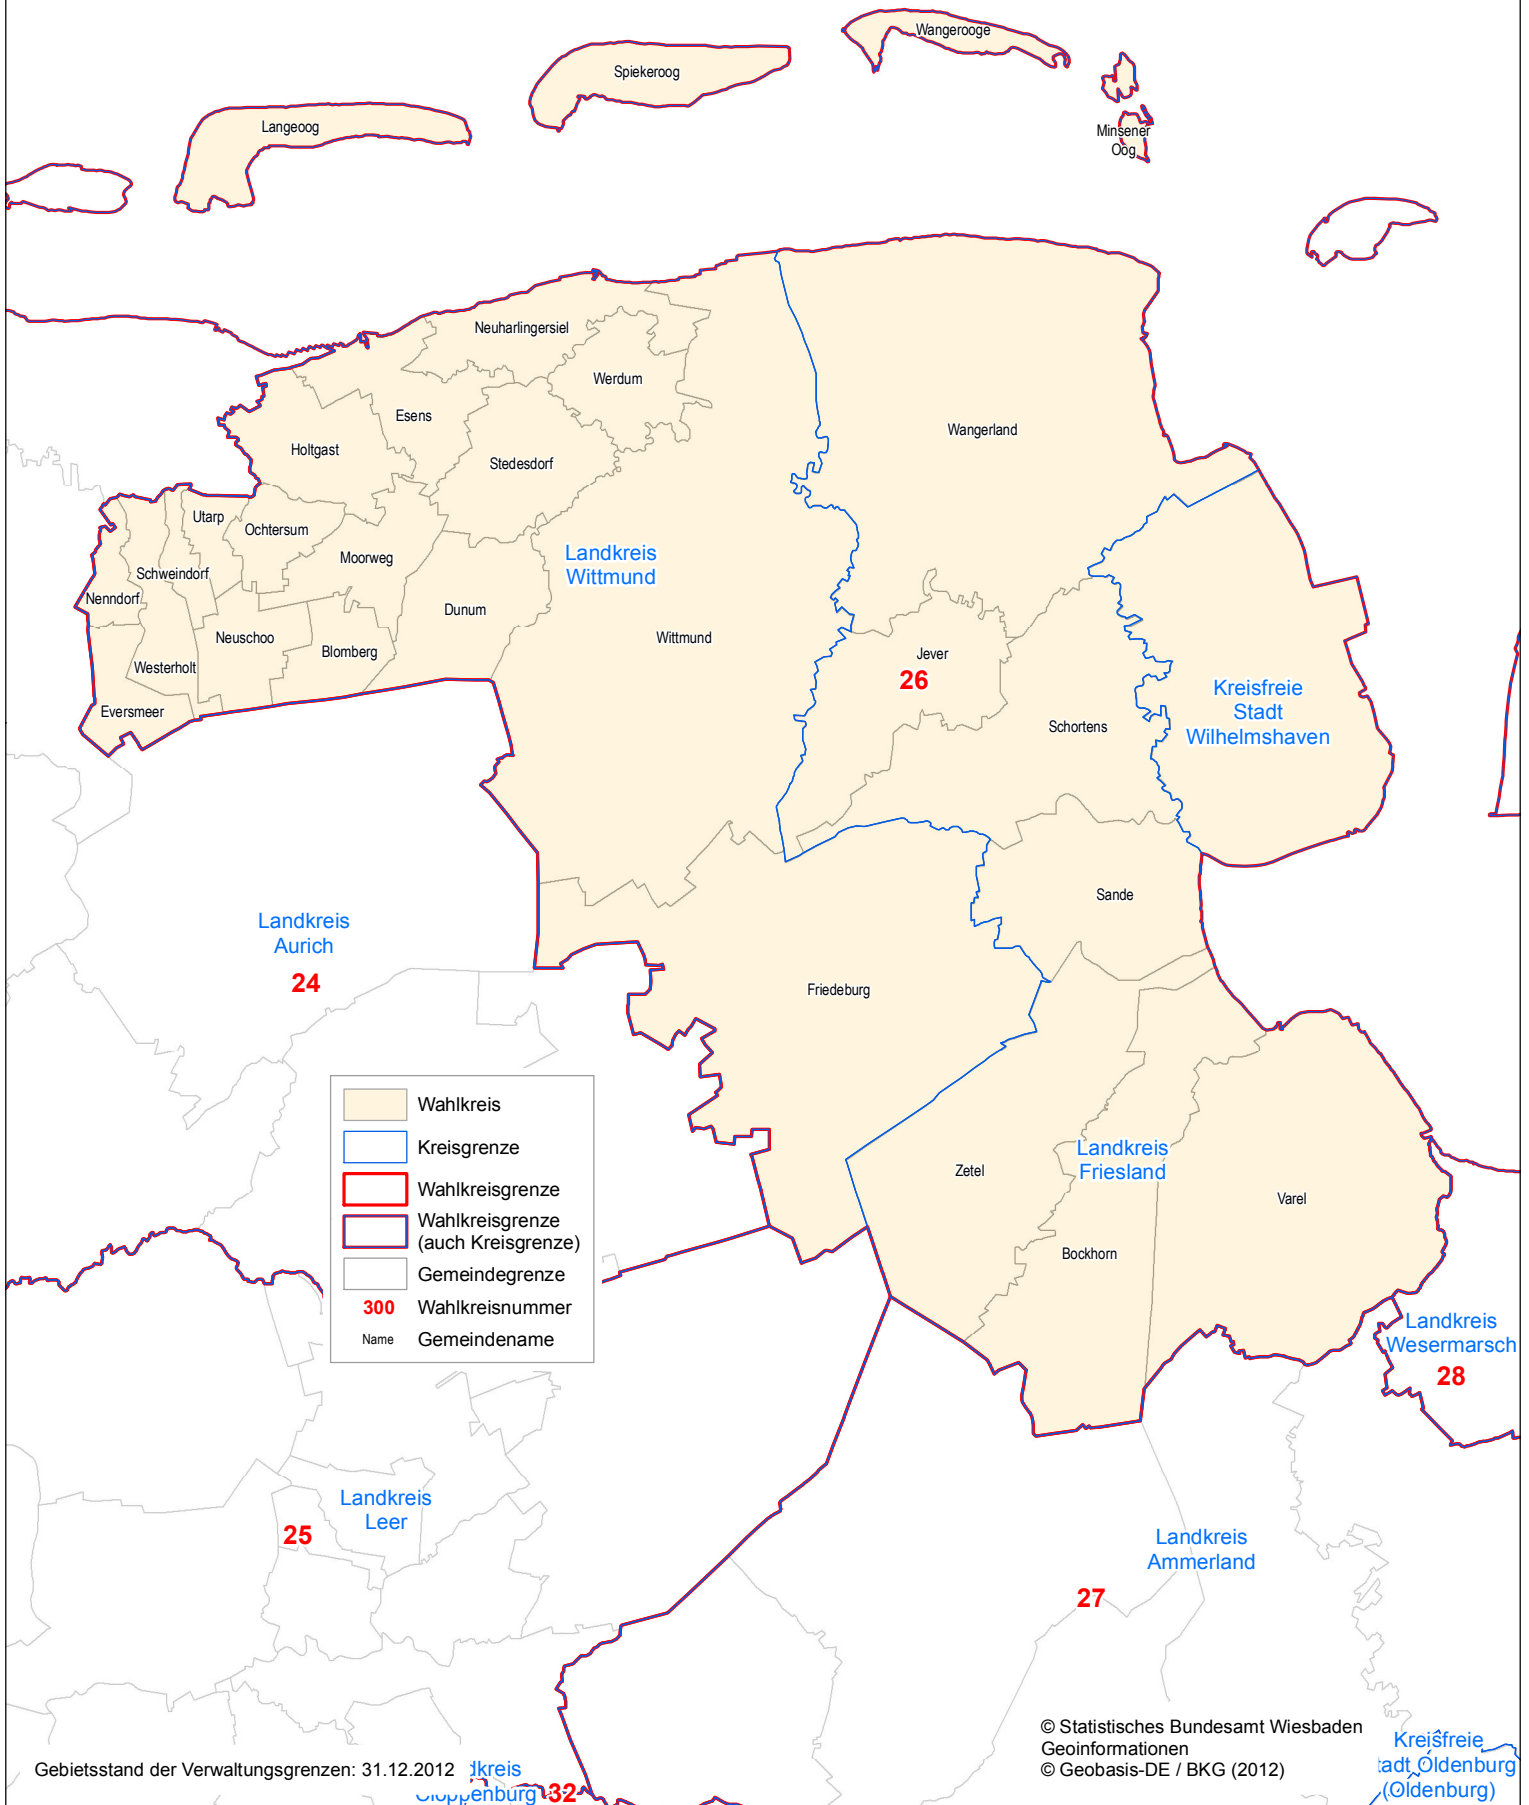 Wangerooge
Spiekeroog
Langeoog
Minsener
Oog
Neuharlingersiel
Werdum
Esens
Wangerland
Holtgast
Stedesdorf
Utarp
Ochtersum
Moorweg
Landkreis
Wittmund
Schweindorf
Nenndorf
Dunum
Neuschoo
Wittmund
Blomberg
Westerholt
Jever
26
Kreisfreie
Stadt
Wilhelmshaven
Eversmeer
Schortens
Sande
Landkreis
Aurich
24
Friedeburg
Wahlkreis
Kreisgrenze
Wahlkreisgrenze
Wahlkreisgrenze
(auch Kreisgrenze)
Gemeindegrenze
300 Wahlkreisnummer
Name Gemeindename
Landkreis
Friesland
Zetel
Varel
Bockhorn
Landkreis
Wesermarsch
28
Landkreis
Leer
25
Landkreis
Ammerland
27
© Statistisches Bundesamt Wiesbaden
Geoinformationen
© Geobasis-DE / BKG (2012)
Kreisfreie
tadt Oldenburg
(Oldenburg)
Gebietsstand der Verwaltungsgrenzen: 31.12.2012
dkreis
Cloppenburg
32